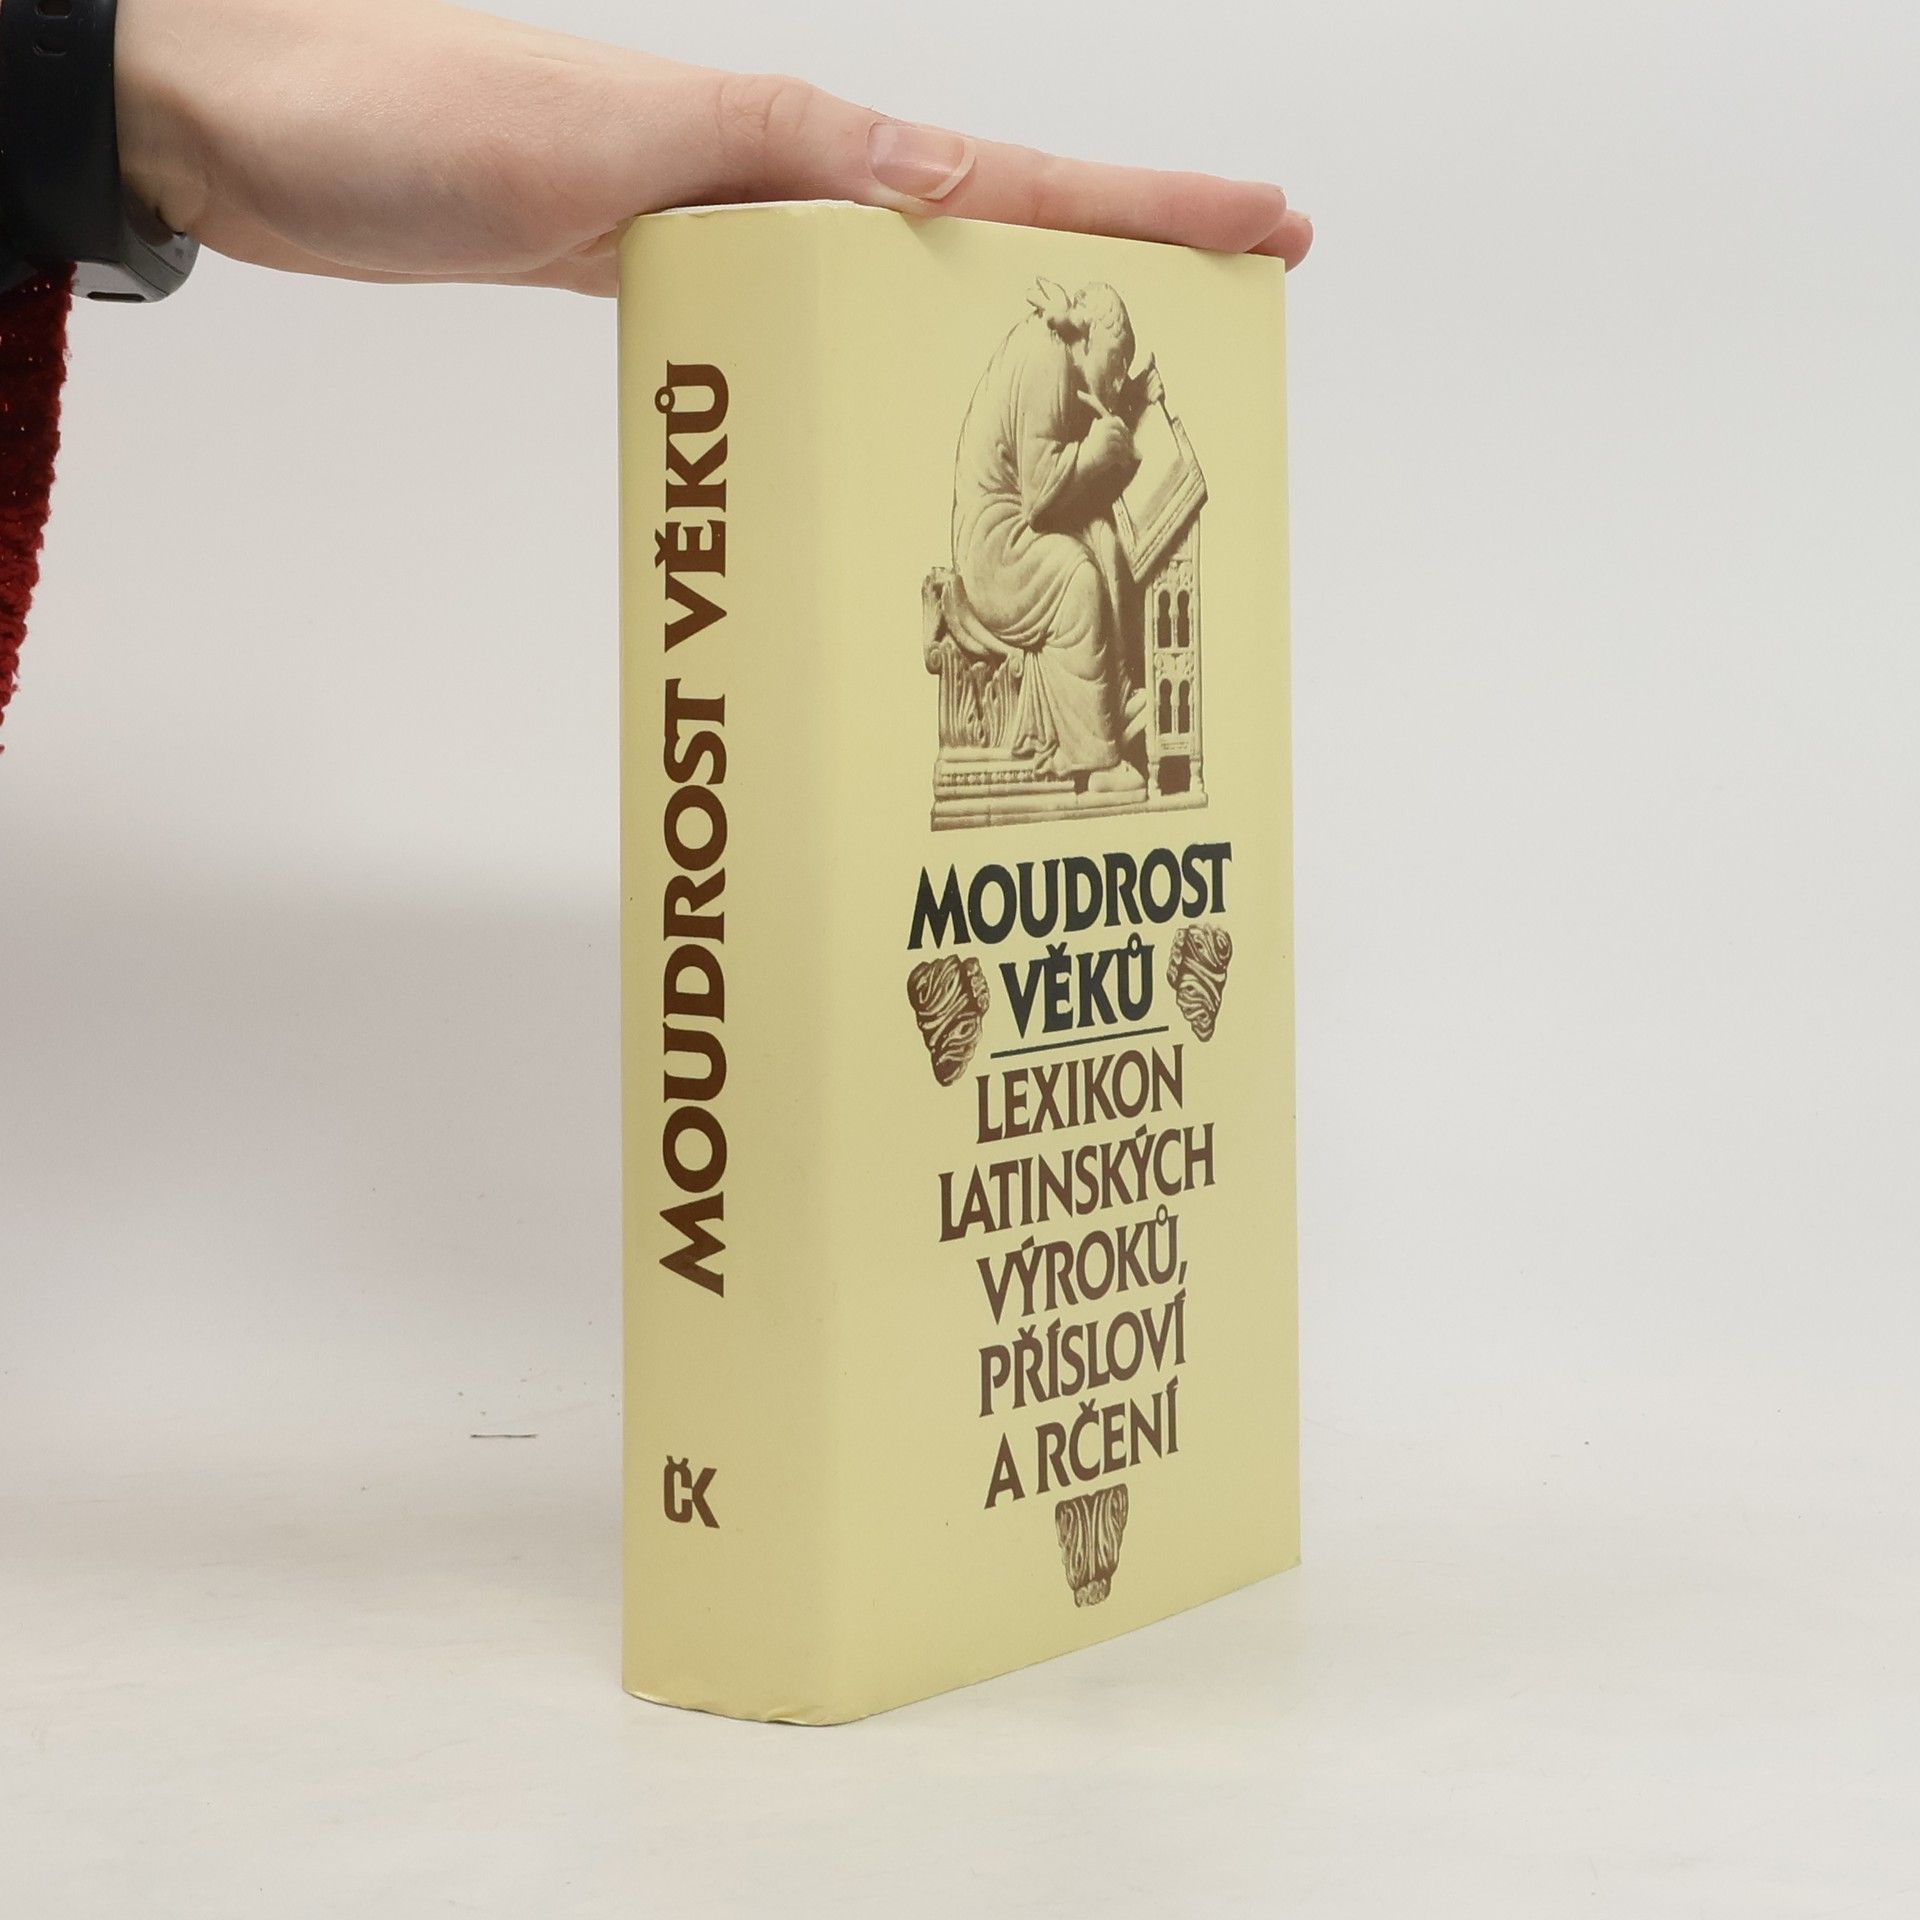 MOUDROST VĚKŮ
ČK
MOUDROST
VĚKŮ
LEXIKON
LATINSKÝCH
VÝROKŮ,
PŘÍSLOVÍ
A RČENÍ